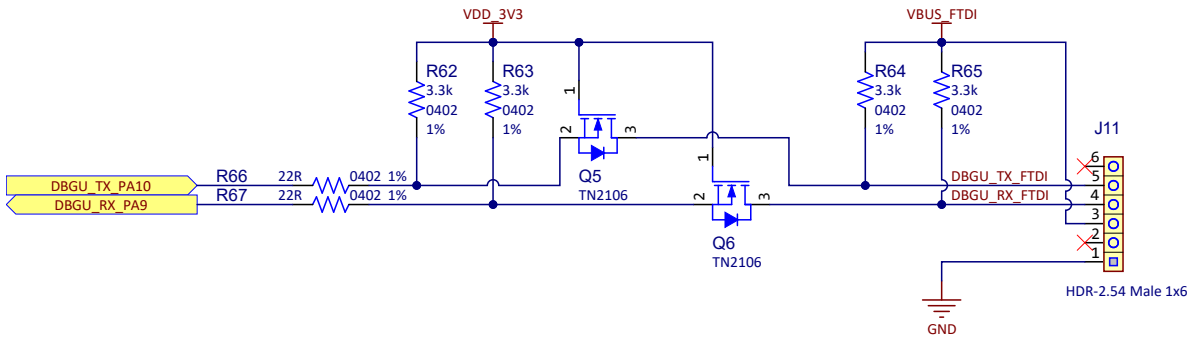 VDD_3V3
VBUS_FTDI
R62
3.3k
0402
1%
R63
3.3k
0402
1%
1
2
3
Q5
TN2106
R64
3.3k
0402
1%
R65
3.3k
0402
1%
J11
DBGU_TX_PA10
R66 22R 0402 1%
DBGU_RX_PA9
R67 22R 0402 1%
1
2
3
Q6
TN2106
DBGU_TX_FTDI
DBGU_RX_FTDI
6
5
4
3
2
1
HDR-2.54 Male 1x6
GND